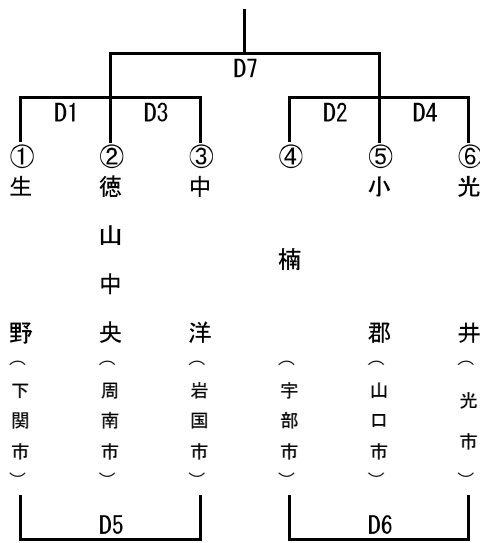 D7
D1 D3 D2 D4
① ② ③ ④ ⑤ ⑥
生野（下関市）
徳山中央（周南市）
中洋（岩国市）
楠（宇部市）
小郡（山口市）
光井（光市）
D5 D6